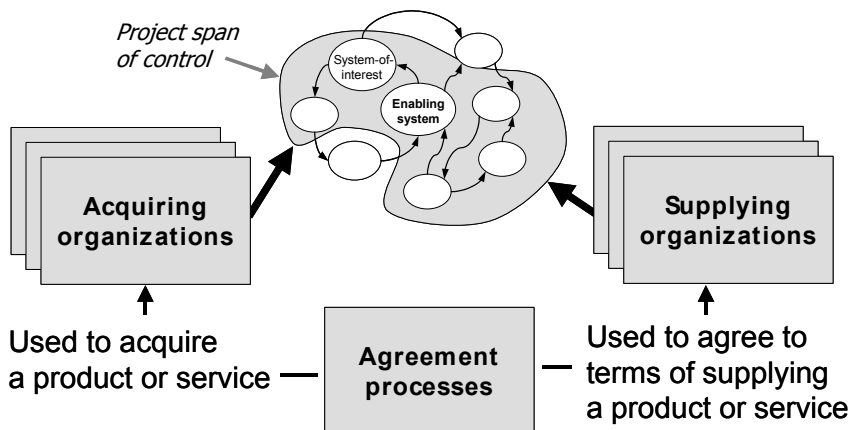 Project span
of control
System-of-
interest
Enabling
system
Acquiring
organizations
Supplying
organizations
Used to acquire
a product or service
Agreement
processes
Used to agree to
terms of supplying
a product or service